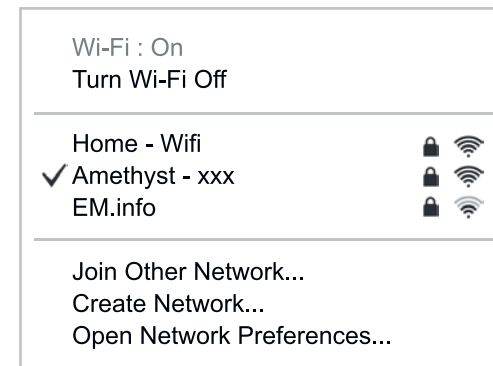 Wi-Fi : On
Turn Wi-Fi Off
Home - Wifi
Amethyst - xxx
EM.info
Join Other Network...
Create Network...
Open Network Preferences...